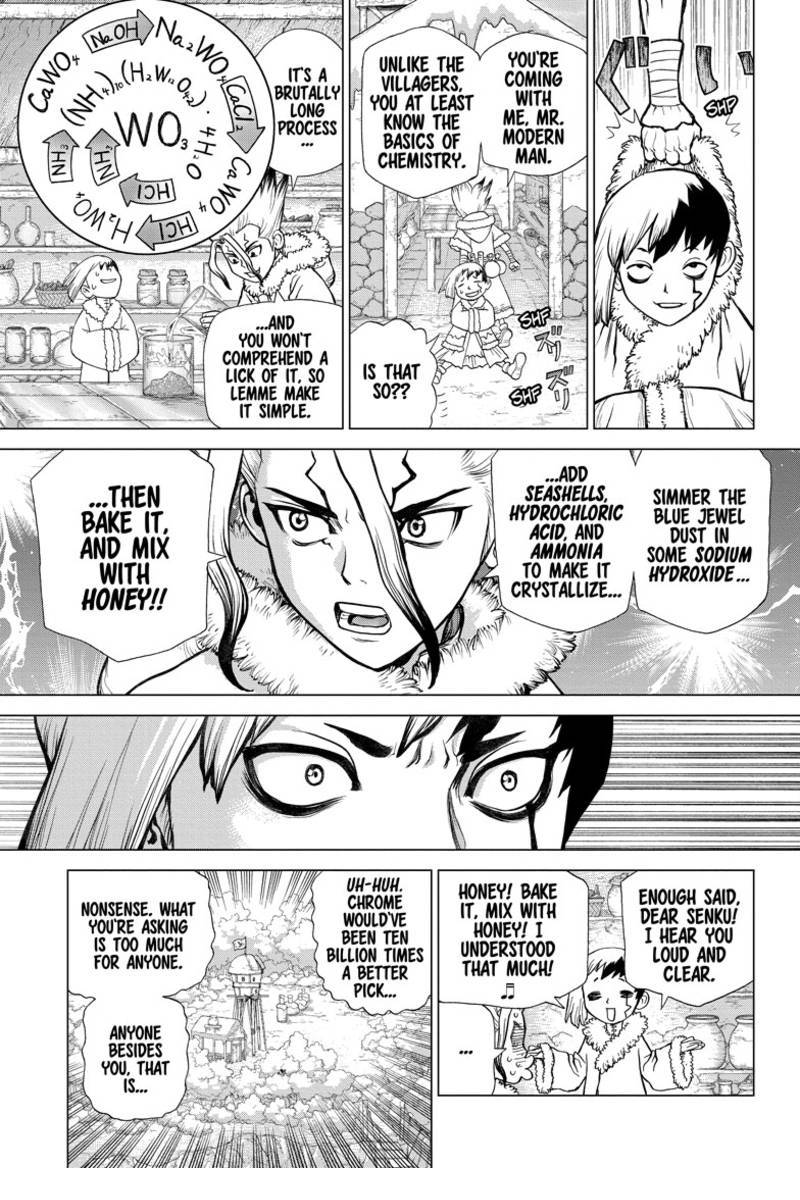 SHF
YOU'RE
COMING
WITH
ME, MR.
MODERN
MAN.
UNLIKE THE
VILLAGERS,
YOU AT LEAST
KNOW THE
BASICS OF
CHEMISTRY.
SHF
ズリ
ズリ
SHF
IS THAT
SO??
IT'S A
BRUTALLY
LONG
PROCESS
...
CaWO₄
NaOH
Na₂WO₄
CaCl₂
CaWO₄
HCl
H₂WO₄
NH₃
(NH₄)₁₀(H₂W₁₂O₄₂)·4H₂O
NH₃
HCl
WO₃
...AND
YOU WON'T
COMPREHEND
A LICK OF IT, SO
LEMME MAKE
IT SIMPLE.
SIMMER THE
BLUE JEWEL
DUST IN
SOME SODIUM
HYDROXIDE...
...ADD
SEASHELLS,
HYDROCHLORIC
ACID, AND
AMMONIA
TO MAKE IT
CRYSTALLIZE...
...THEN
BAKE IT,
AND MIX
WITH
HONEY!!
ENOUGH SAID,
DEAR SENKU!
I HEAR YOU
LOUD AND
CLEAR.
HONEY! BAKE
IT, MIX WITH
HONEY! I
UNDERSTOOD
THAT MUCH!
...
UH-HUH.
CHROME
WOULD'VE
BEEN TEN
BILLION TIMES
A BETTER
PICK...
NONSENSE. WHAT
YOU'RE ASKING
IS TOO MUCH
FOR ANYONE.
ANYONE
BESIDES
YOU, THAT
IS...